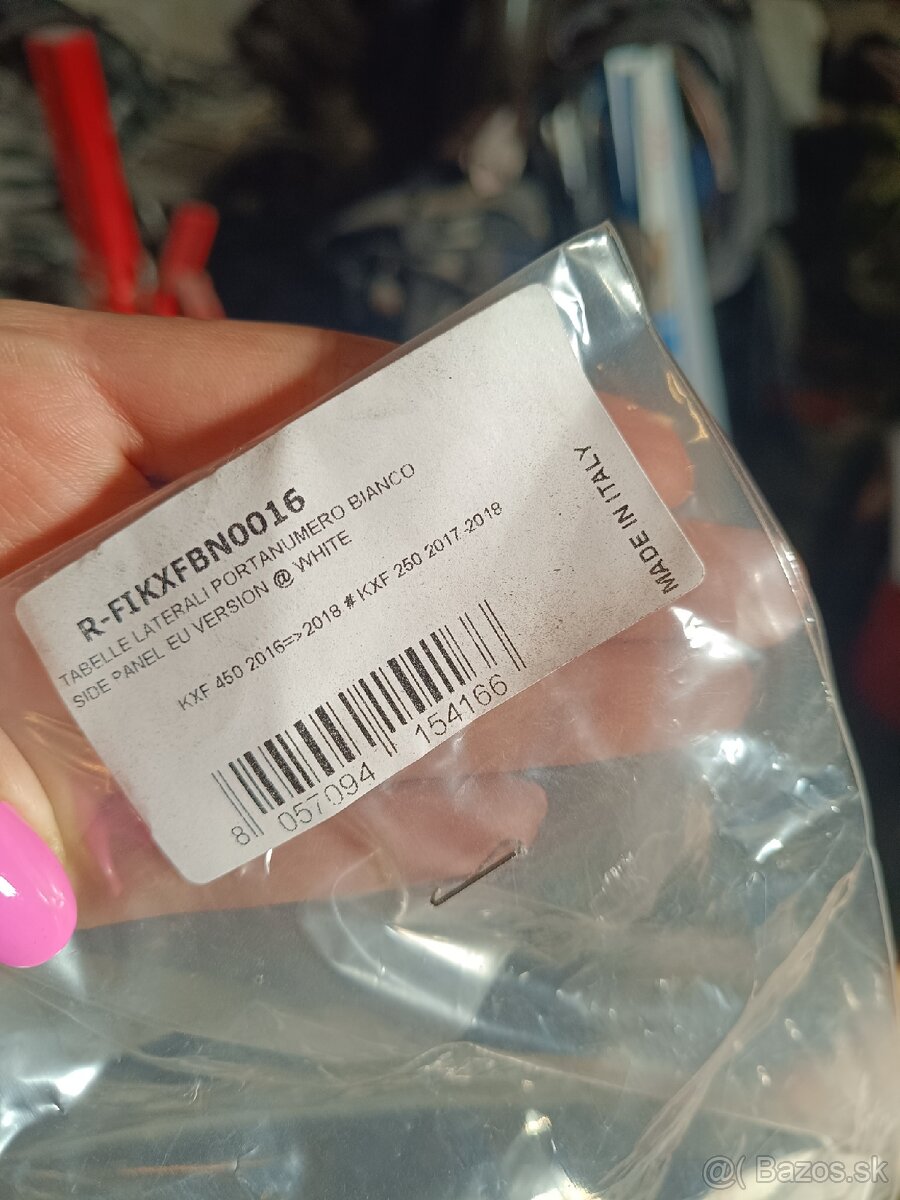 R-FIKXFBN0016
TABELLE LATERALI PORTANUMERO BIANCO
SIDE PANEL EU VERSION @ WHITE
KXF 450 2016=>2018 # KXF 250 2017-2018
MADE IN ITALY
8 057094 154166
@( Bazos.sk